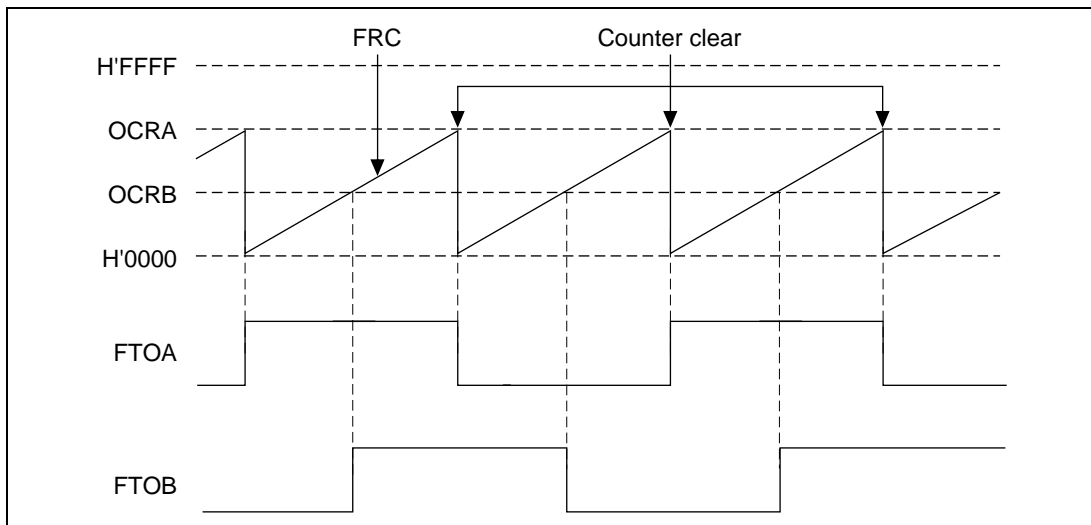 FRC Counter clear
H'FFFF
OCRA
OCRB
H'0000
FTOA
FTOB